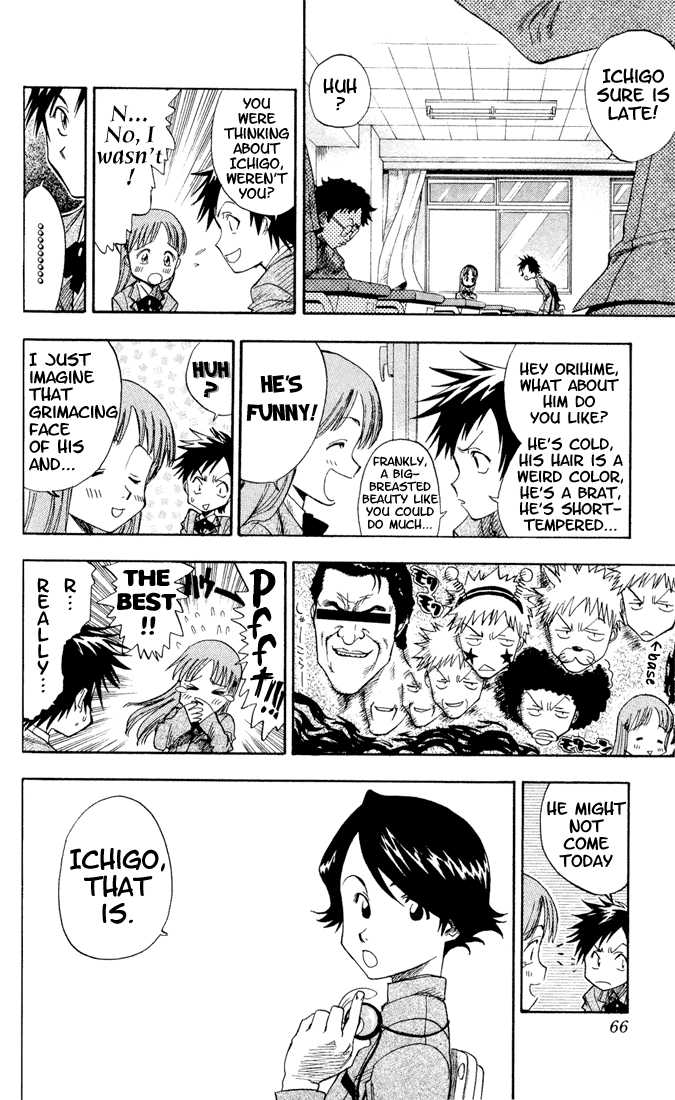 ICHIGO
SURE IS
LATE!
HUH
?
YOU
WERE
THINKING
ABOUT
ICHIGO,
WEREN'T
YOU?
N...
No, I
wasn't
!
HEY ORIHIME,
WHAT ABOUT
HIM DO
YOU LIKE?
HE'S COLD,
HIS HAIR IS A
WEIRD COLOR,
HE'S A BRAT,
HE'S SHORT-
TEMPERED...
FRANKLY,
A BIG-
BREASTED
BEAUTY LIKE
YOU COULD
DO MUCH...
HE'S
FUNNY!
HUH
?
I JUST
IMAGINE
THAT
GRIMACING
FACE
OF HIS
AND...
base
Pfft!!!
THE
BEST
!!
R...
REALLY...
HE MIGHT
NOT
COME
TODAY
ICHIGO,
THAT
IS.
66